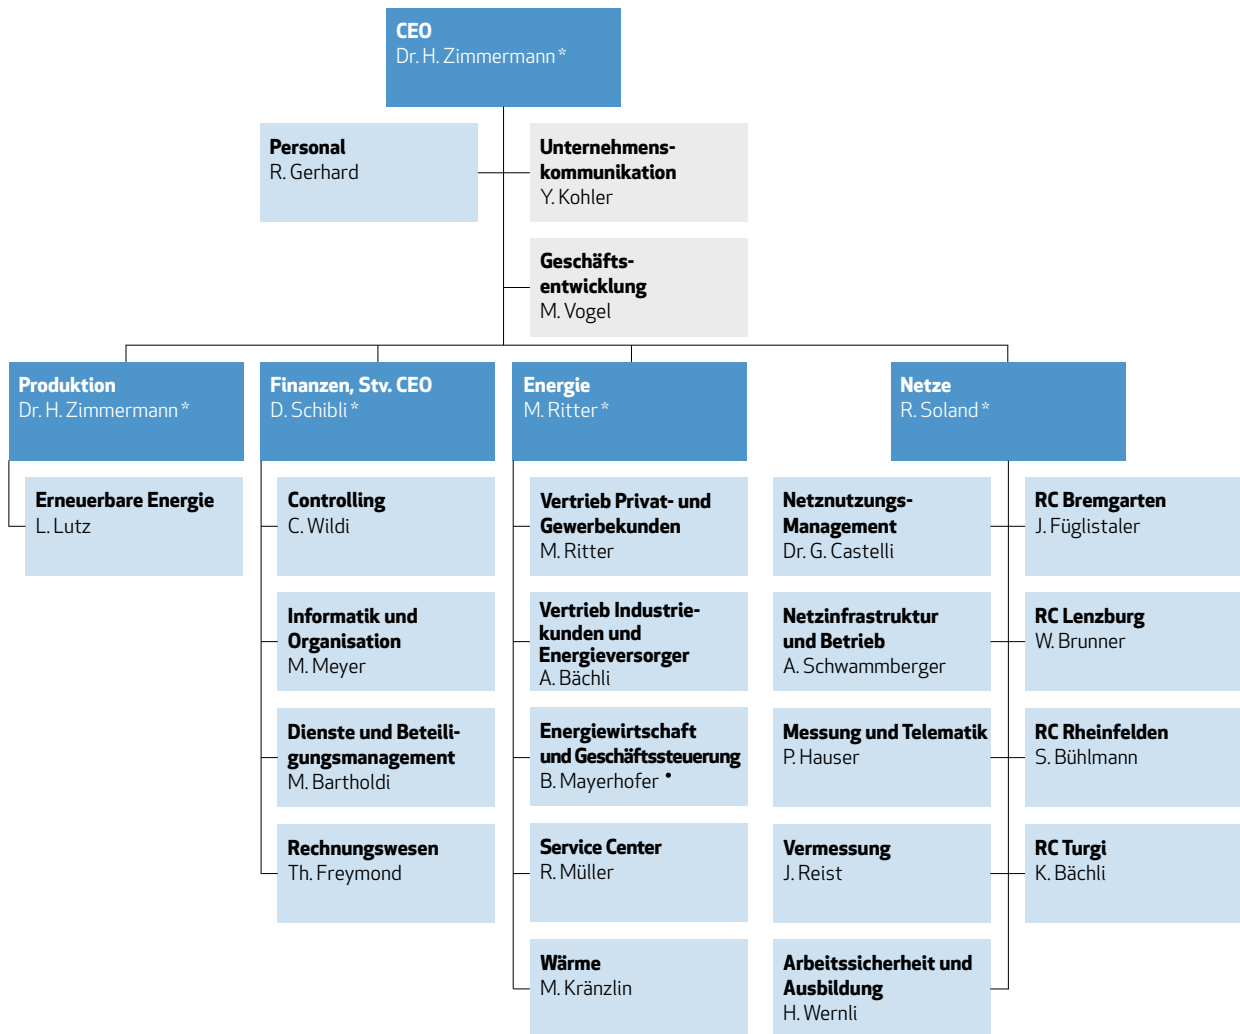 CEO
Dr. H. Zimmermann *
Personal
R. Gerhard
Unternehmens-
kommunikation
Y. Kohler
Geschäfts-
entwicklung
M. Vogel
Produktion
Dr. H. Zimmermann *
Finanzen, Stv. CEO
D. Schibli *
Energie
M. Ritter *
Netze
R. Soland *
Erneuerbare Energie
L. Lutz
Controlling
C. Wildi
Informatik und
Organisation
M. Meyer
Dienste und Beteili-
gungsmanagement
M. Bartholdi
Rechnungswesen
Th. Freymond
Vertrieb Privat- und
Gewerbekunden
M. Ritter
Vertrieb Industrie-
kunden und
Energieversorger
A. Bächli
Energiewirtschaft
und Geschäftssteuerung
B. Mayerhofer •
Service Center
R. Müller
Wärme
M. Kränzlin
Netznutzungs-
Management
Dr. G. Castelli
Netzinfrastruktur
und Betrieb
A. Schwammberger
Messung und Telematik
P. Hauser
Vermessung
J. Reist
Arbeitssicherheit und
Ausbildung
H. Wernli
RC Bremgarten
J. Füglistaler
RC Lenzburg
W. Brunner
RC Rheinfelden
S. Bühlmann
RC Turgi
K. Bächli